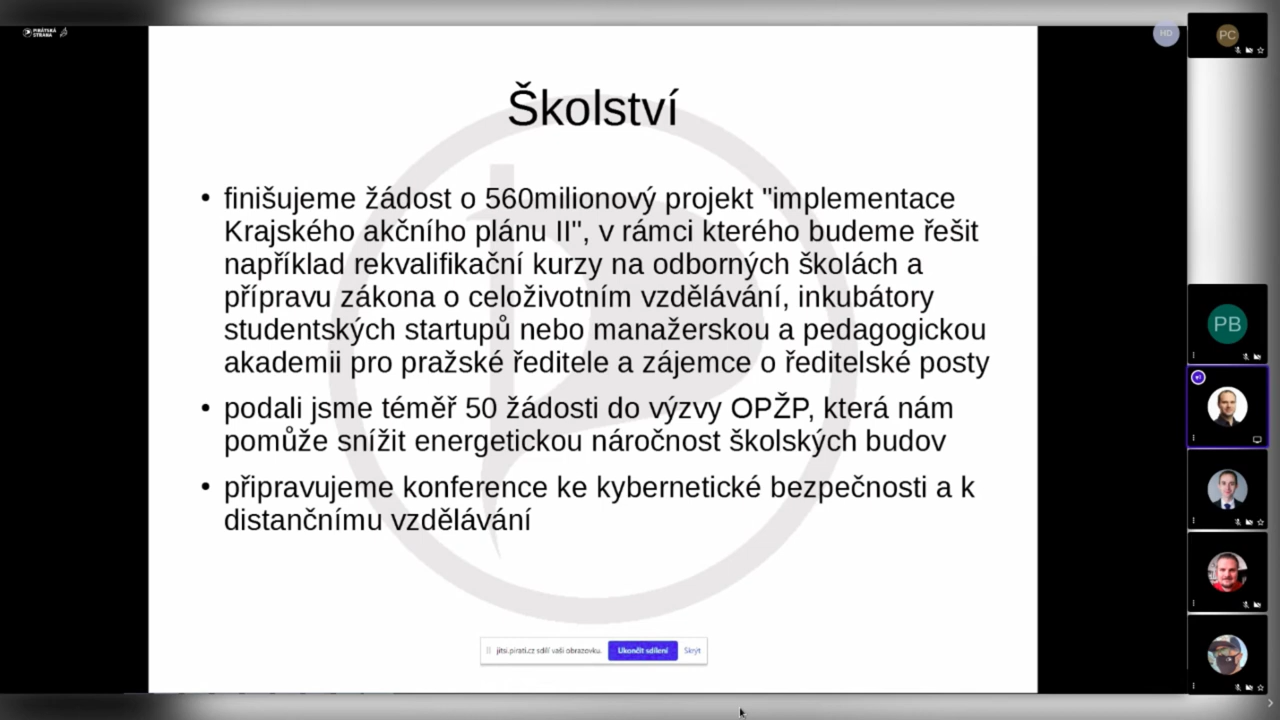 PIRÁTSKÁ
STRANA
HD
PC
Školství
• finišujeme žádost o 560milionový projekt "implementace
Krajského akčního plánu II", v rámci kterého budeme řešit
například rekvalifikační kurzy na odborných školách a
přípravu zákona o celoživotním vzdělávání, inkubátory
studentských startupů nebo manažerskou a pedagogickou
akademii pro pražské ředitele a zájemce o ředitelské posty
• podali jsme téměř 50 žádosti do výzvy OPŽP, která nám
pomůže snížit energetickou náročnost školských budov
• připravujeme konference ke kybernetické bezpečnosti a k
distančnímu vzdělávání
PB
jitsi.pirati.cz sdílí vaši obrazovku. Ukončit sdílení Skrýt